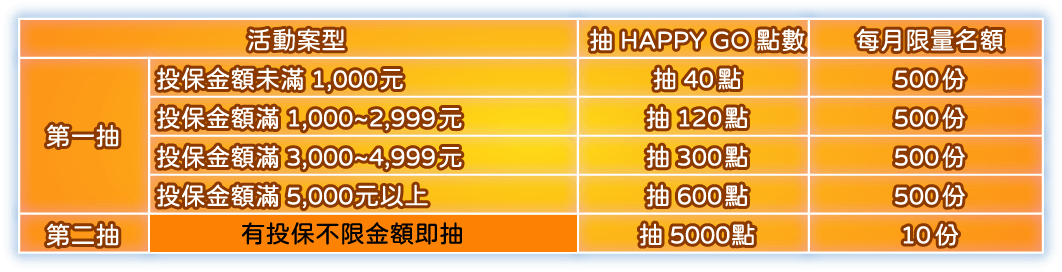 活動案型 抽 HAPPY GO 點數 每月限量名額
第一抽
投保金額未滿 1,000元 抽 40點 500份
投保金額滿 1,000~2,999元 抽 120點 500份
投保金額滿 3,000~4,999元 抽 300點 500份
投保金額滿 5,000元以上 抽 600點 500份
第二抽 有投保不限金額即抽 抽 5000點 10份